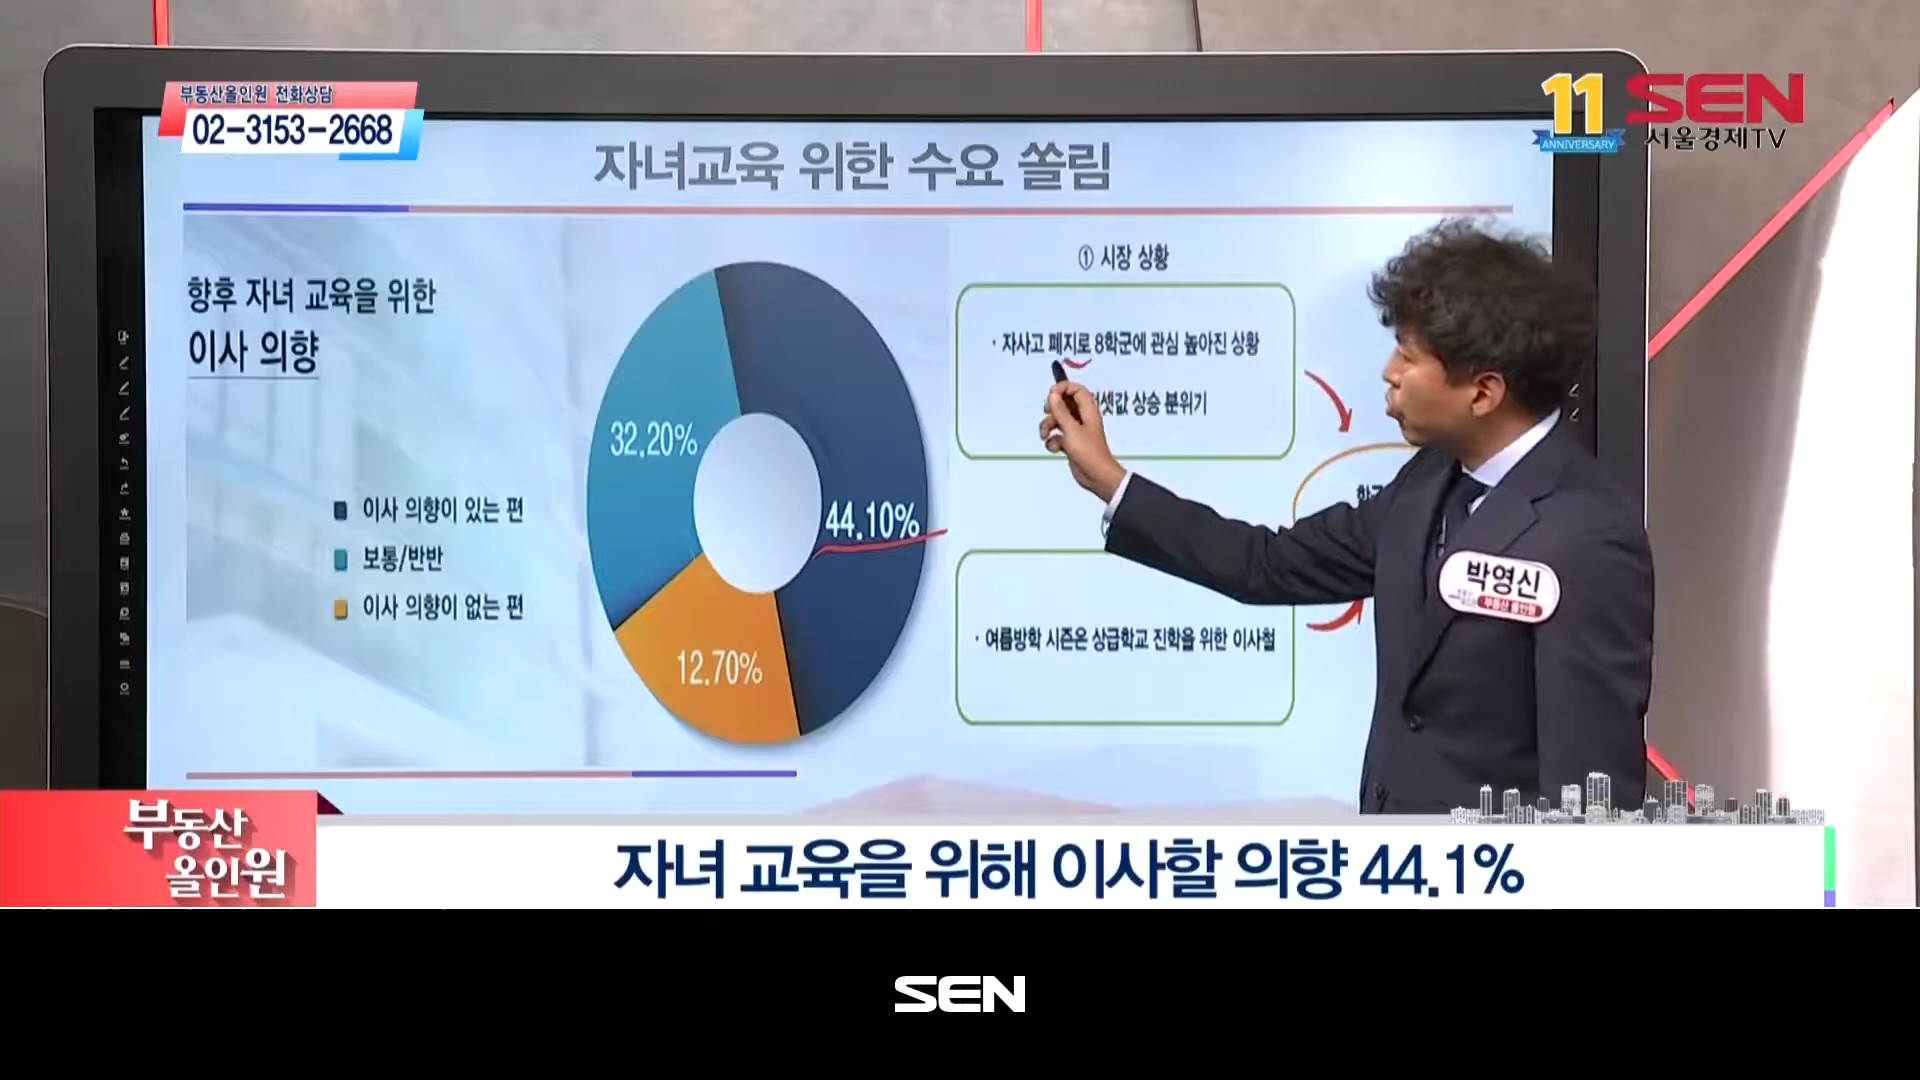 부동산올인원 전화상담
02-3153-2668
11
ANNIVERSARY
SEN
서울경제TV
자녀교육 위한 수요 쏠림
향후 자녀 교육을 위한
이사 의향
이사 의향이 있는 편
보통/반반
이사 의향이 없는 편
32.20%
44.10%
12.70%
① 시장 상황
· 자사고 폐지로 8학군에 관심 높아진 상황
상승 분위기
· 여름방학 시즌은 상급학교 진학을 위한 이사철
박영신
부동산 올인원
부동산
올인원
자녀 교육을 위해 이사할 의향 44.1%
SEN